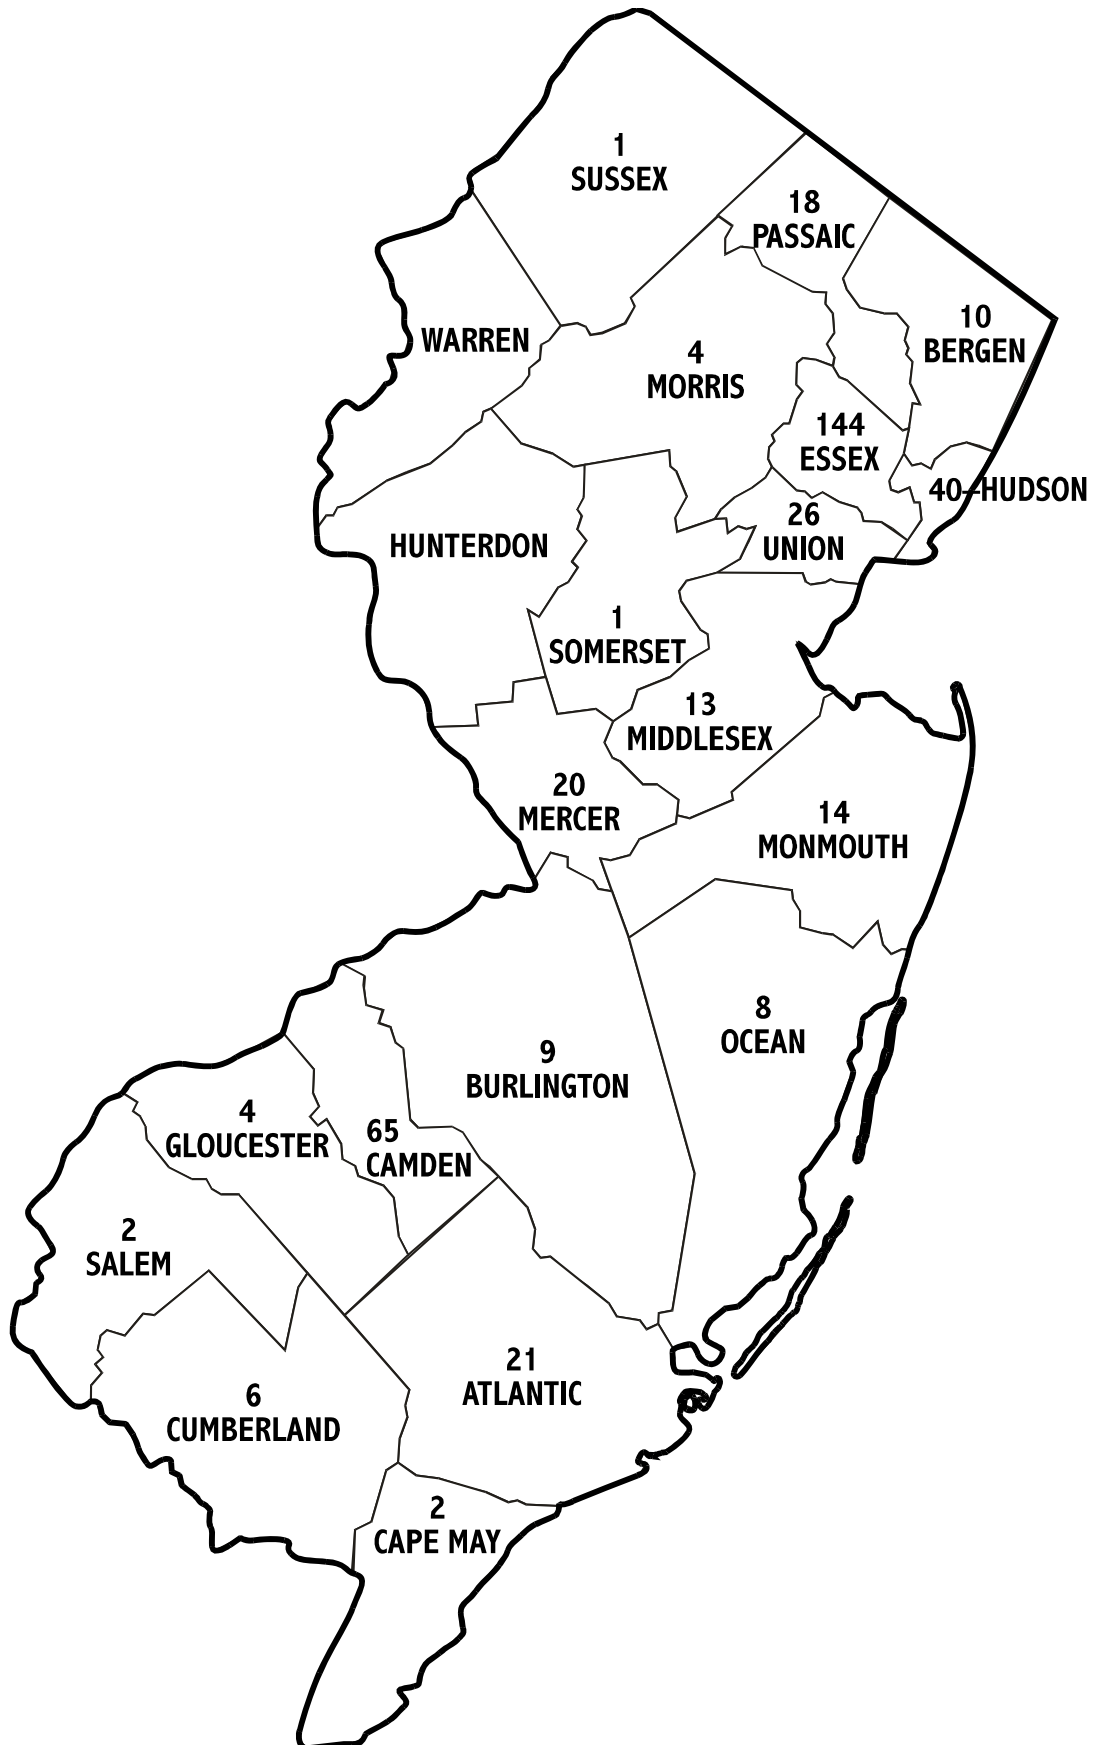 1
SUSSEX
18
PASSAIC
10
BERGEN
WARREN
4
MORRIS
144
ESSEX
40–HUDSON
26
UNION
HUNTERDON
1
SOMERSET
13
MIDDLESEX
20
MERCER
14
MONMOUTH
8
OCEAN
9
BURLINGTON
4
GLOUCESTER
65
CAMDEN
2
SALEM
21
ATLANTIC
6
CUMBERLAND
2
CAPE MAY